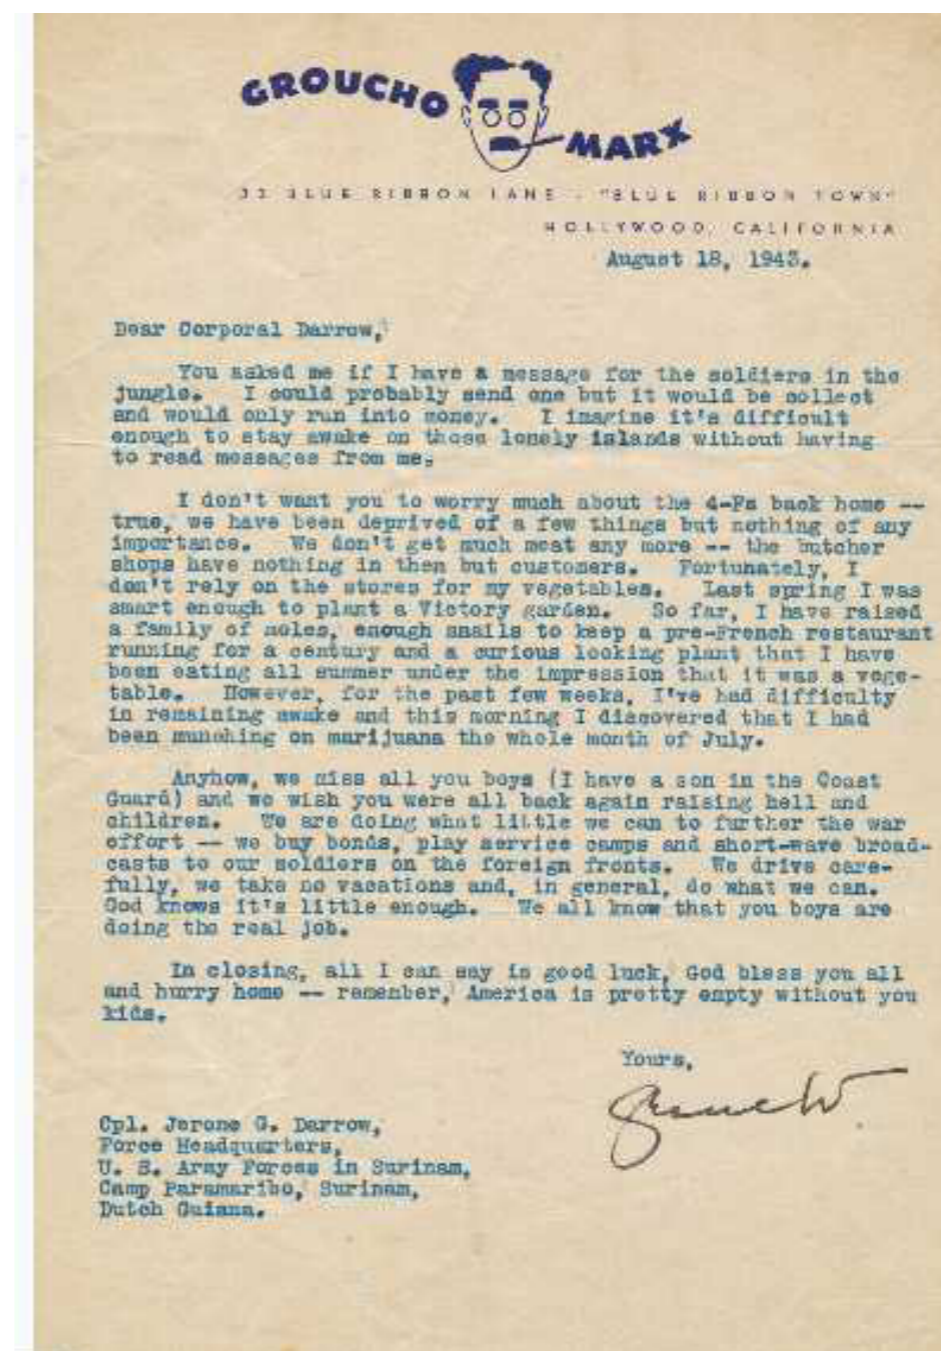 GROUCHO MARX
33 BLUE RIBBON LANE - "BLUE RIBBON TOWN"
HOLLYWOOD, CALIFORNIA
August 18, 1943.
Dear Corporal Darrow,
You asked me if I have a message for the soldiers in the
jungle. I could probably send one but it would be collect
and would only run into money. I imagine it's difficult
enough to stay awake on those lonely islands without having
to read messages from me.
I don't want you to worry much about the 4-Fs back home --
true, we have been deprived of a few things but nothing of any
importance. We don't get much meat any more -- the butcher
shops have nothing in them but customers. Fortunately, I
don't rely on the stores for my vegetables. Last spring I was
smart enough to plant a Victory garden. So far, I have raised
a family of moles, enough snails to keep a pre-French restaurant
running for a century and a curious looking plant that I have
been eating all summer under the impression that it was a vege-
table. However, for the past few weeks, I've had difficulty
in remaining awake and this morning I discovered that I had
been munching on marijuana the whole month of July.
Anyhow, we miss all you boys (I have a son in the Coast
Guard) and we wish you were all back again raising hell and
children. We are doing what little we can to further the war
effort -- we buy bonds, play service camps and short-wave broad-
casts to our soldiers on the foreign fronts. We drive care-
fully, we take no vacations and, in general, do what we can.
God knows it's little enough. We all know that you boys are
doing the real job.
In closing, all I can say is good luck, God bless you all
and hurry home -- remember, America is pretty empty without you
kids.
Yours,
Groucho
Cpl. Jerome G. Darrow,
Force Headquarters,
U. S. Army Forces in Surinam,
Camp Paramaribo, Surinam,
Dutch Guiana.